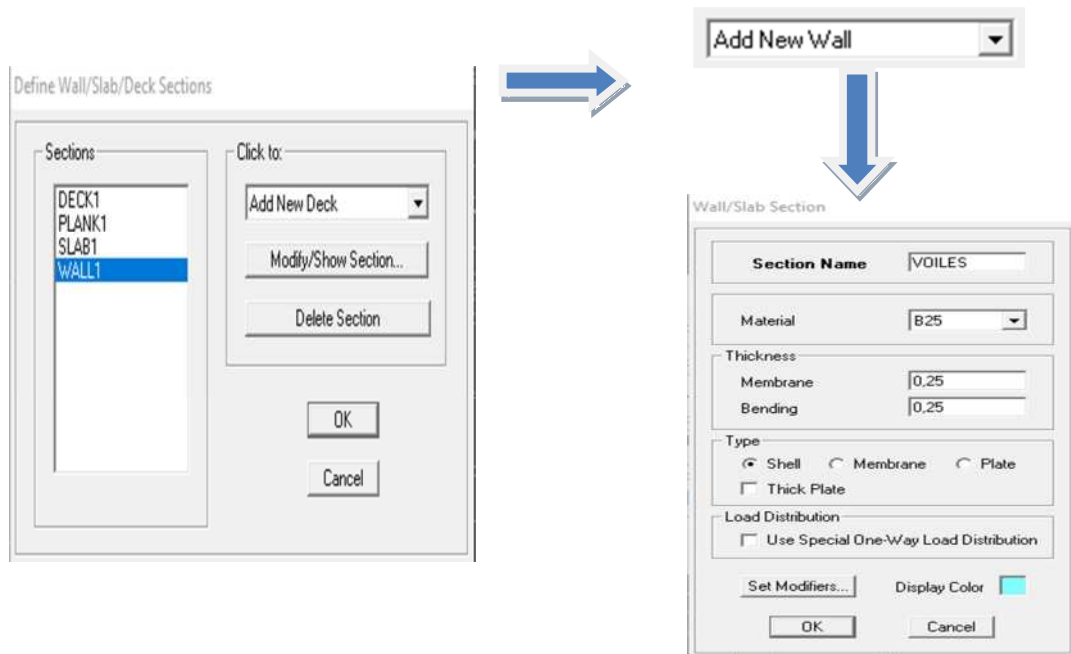 Define Wall/Slab/Deck Sections
Sections
DECK1
PLANK1
SLAB1
WALL1
Click to:
Add New Deck
Modify/Show Section...
Delete Section
OK
Cancel
Add New Wall
Wall/Slab Section
Section Name VOILES
Material B25
Thickness
Membrane 0,25
Bending 0,25
Type
Shell Membrane Plate
Thick Plate
Load Distribution
Use Special One-Way Load Distribution
Set Modifiers... Display Color
OK Cancel